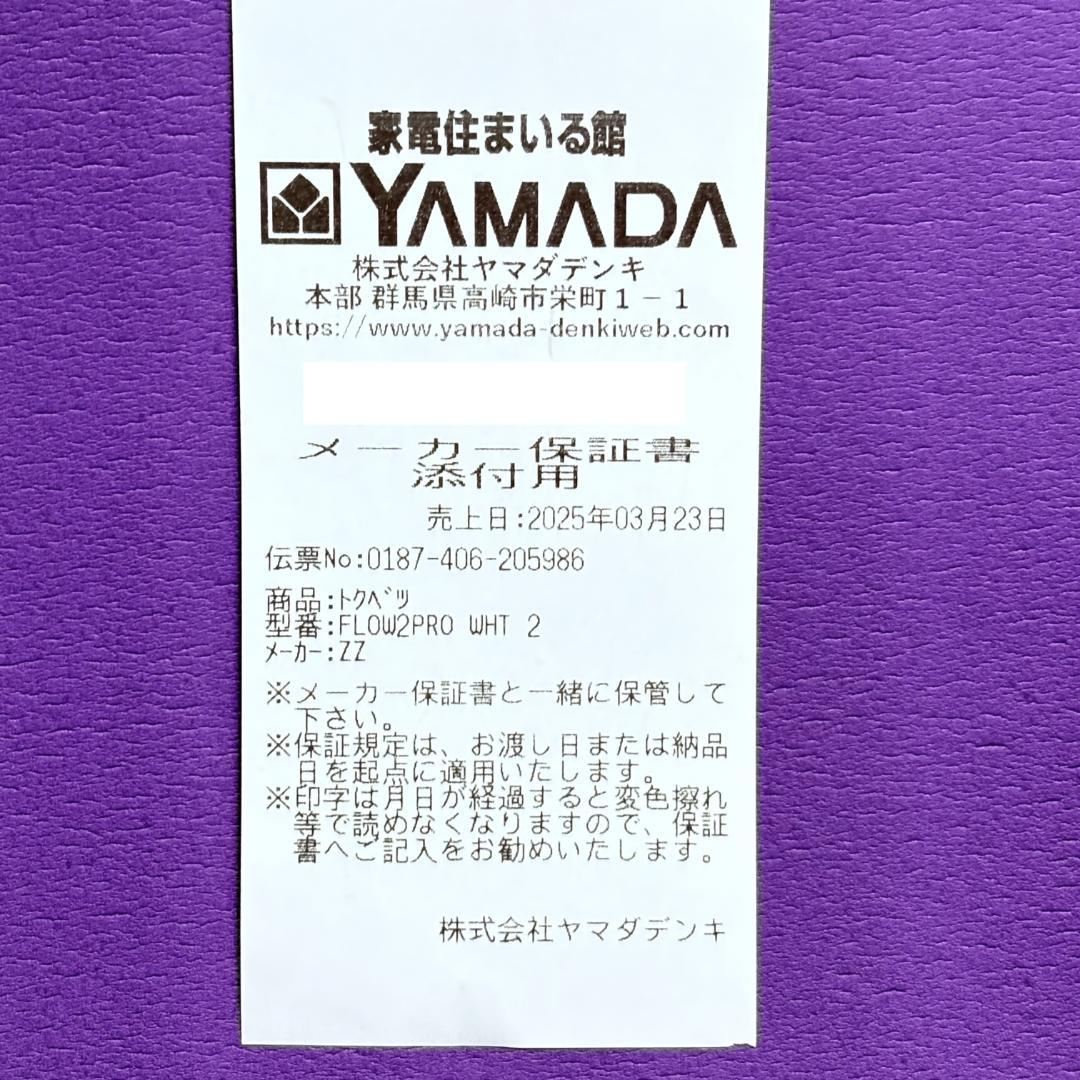 家電住まいる館
YAMADA
株式会社ヤマダデンキ
本部 群馬県高崎市栄町１－１
https://www.yamada-denkiweb.com
メーカー保証書
添付用
売上日:2025年03月23日
伝票No:0187-406-205986
商品:ﾄｸﾍﾞﾂ
型番:FLOW2PRO WHT 2
ﾒｰｶｰ:ZZ
※メーカー保証書と一緒に保管して
下さい。
※保証規定は、お渡し日または納品
日を起点に適用いたします。
※印字は月日が経過すると変色擦れ
等で読めなくなりますので、保証
書へご記入をお勧めいたします。
株式会社ヤマダデンキ